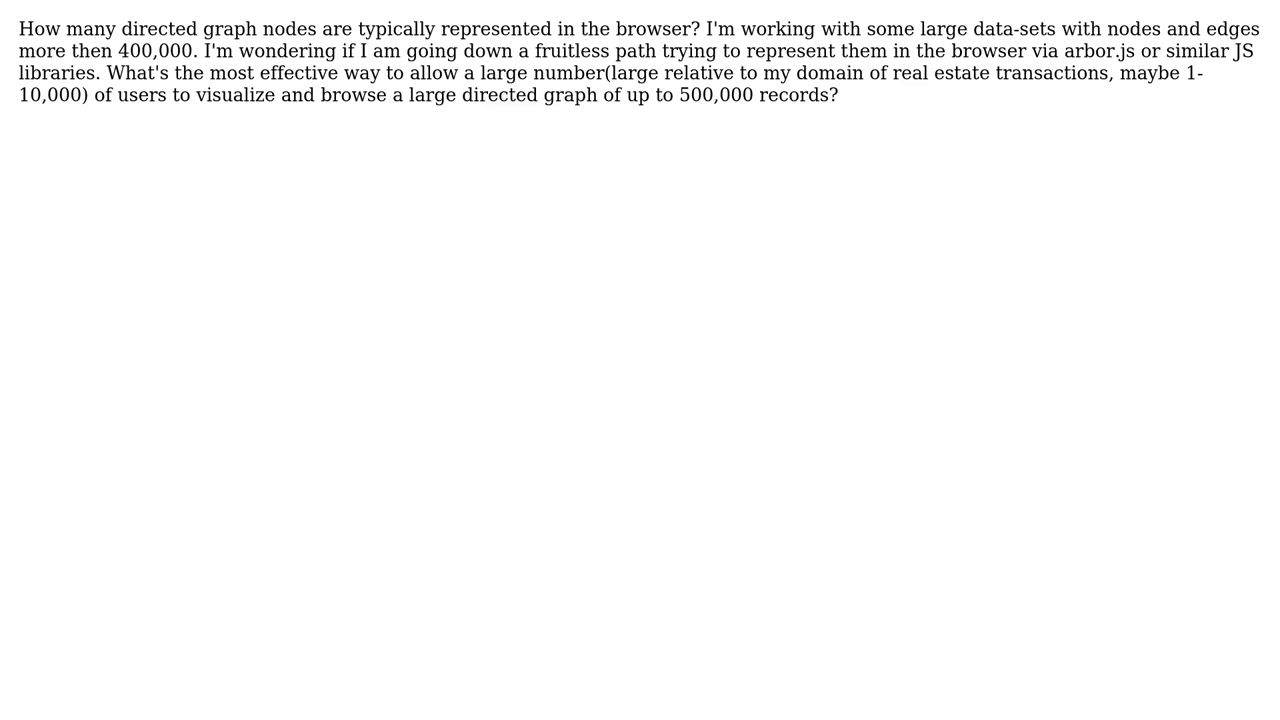 How many directed graph nodes are typically represented in the browser? I'm working with some large data-sets with nodes and edges
more then 400,000. I'm wondering if I am going down a fruitless path trying to represent them in the browser via arbor.js or similar JS
libraries. What's the most effective way to allow a large number(large relative to my domain of real estate transactions, maybe 1-
10,000) of users to visualize and browse a large directed graph of up to 500,000 records?